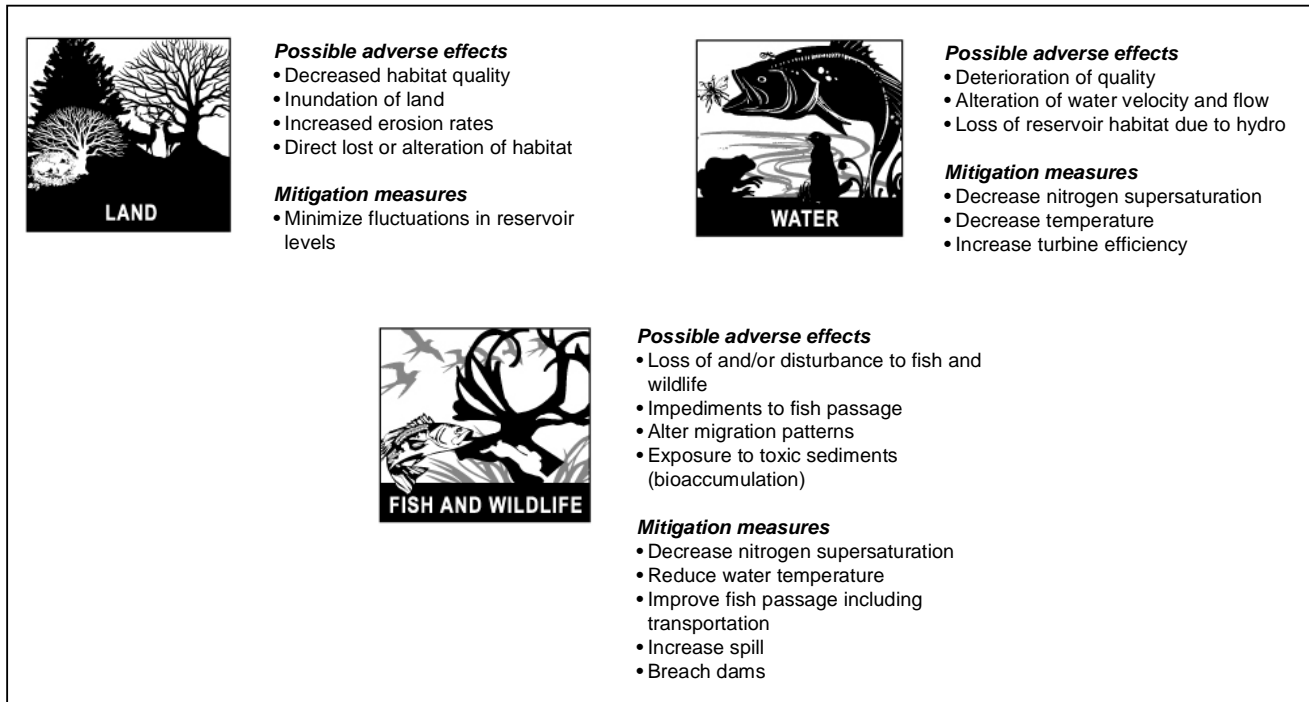 Possible adverse effects
• Decreased habitat quality
• Inundation of land
• Increased erosion rates
• Direct lost or alteration of habitat
Mitigation measures
• Minimize fluctuations in reservoir
levels
LAND
Possible adverse effects
• Deterioration of quality
• Alteration of water velocity and flow
• Loss of reservoir habitat due to hydro
Mitigation measures
• Decrease nitrogen supersaturation
• Decrease temperature
• Increase turbine efficiency
WATER
Possible adverse effects
• Loss of and/or disturbance to fish and
wildlife
• Impediments to fish passage
• Alter migration patterns
• Exposure to toxic sediments
(bioaccumulation)
FISH AND WILDLIFE
Mitigation measures
• Decrease nitrogen supersaturation
• Reduce water temperature
• Improve fish passage including
transportation
• Increase spill
• Breach dams